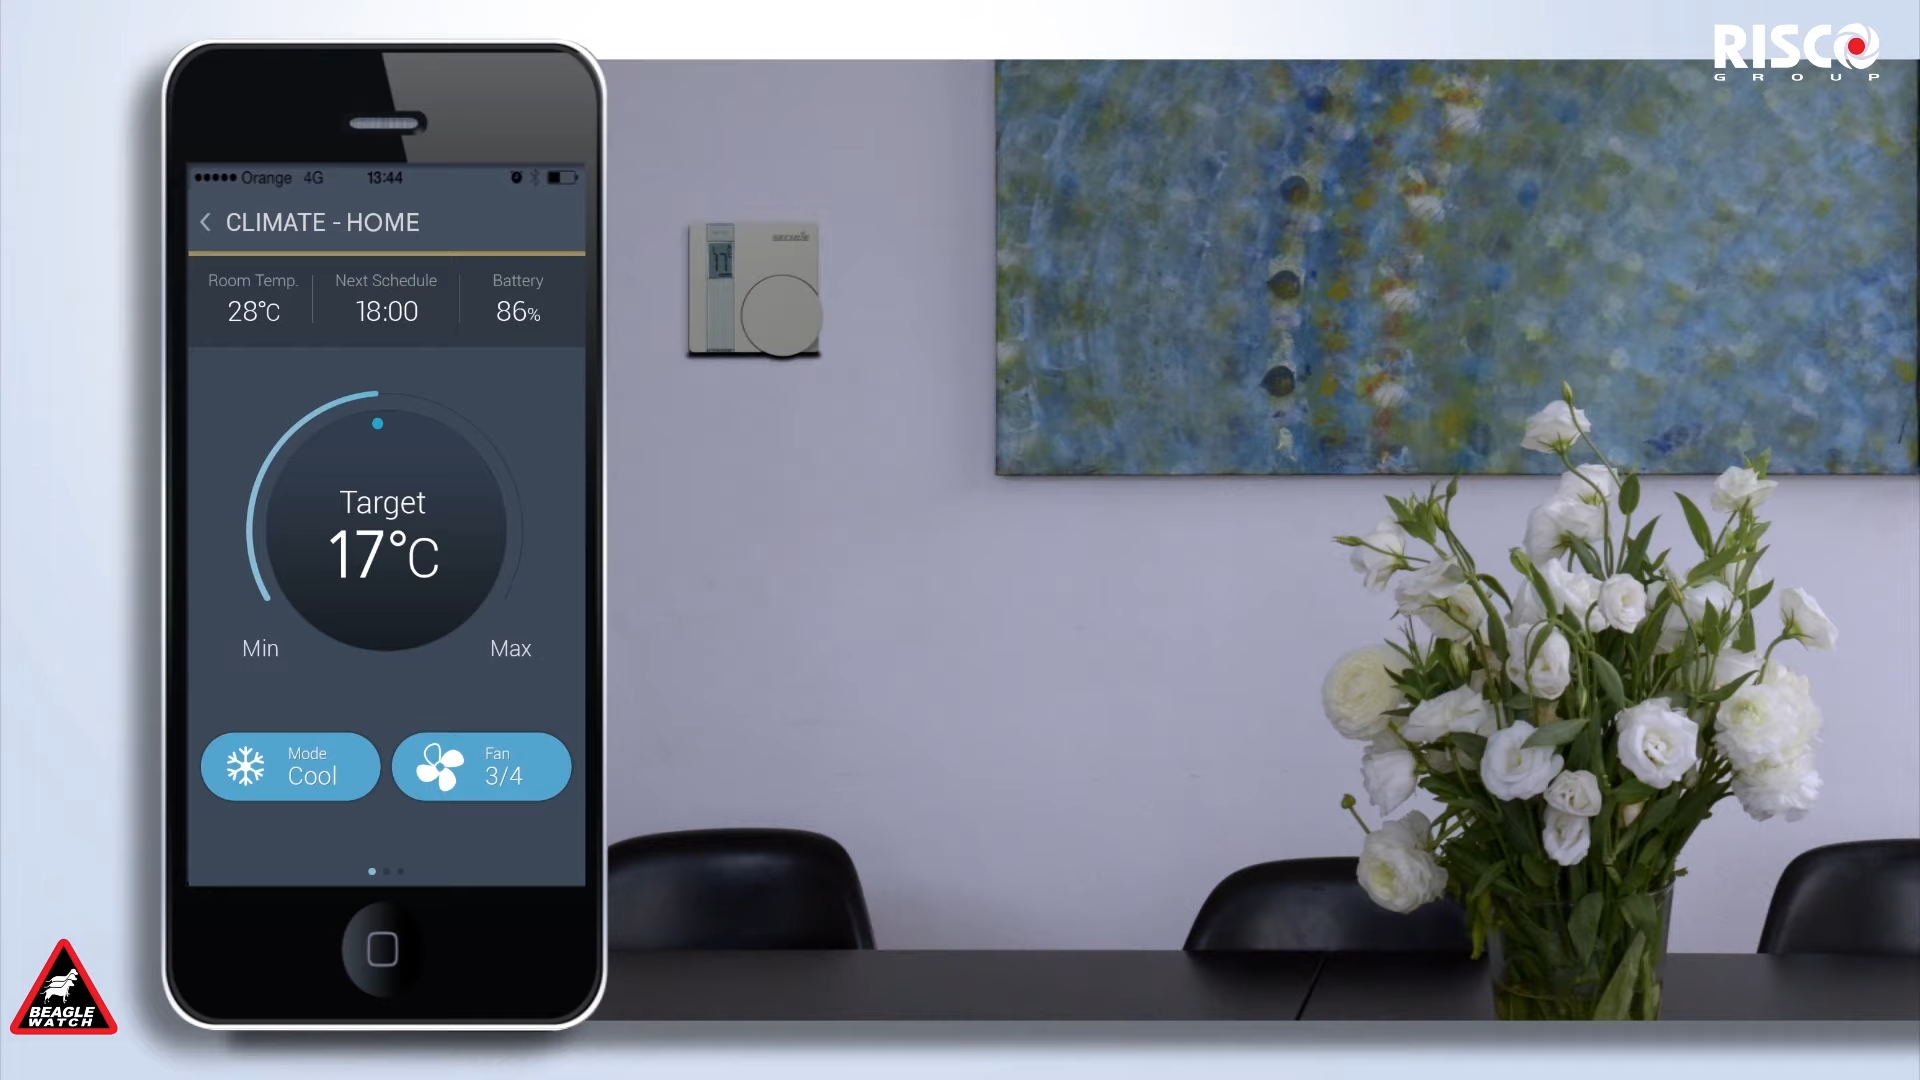 RISCO
GROUP
Orange 4G 13:44
CLIMATE - HOME
Room Temp. Next Schedule Battery
28°C 18:00 86%
Target
17°C
Min Max
Mode Fan
Cool 3/4
BEAGLE
WATCH